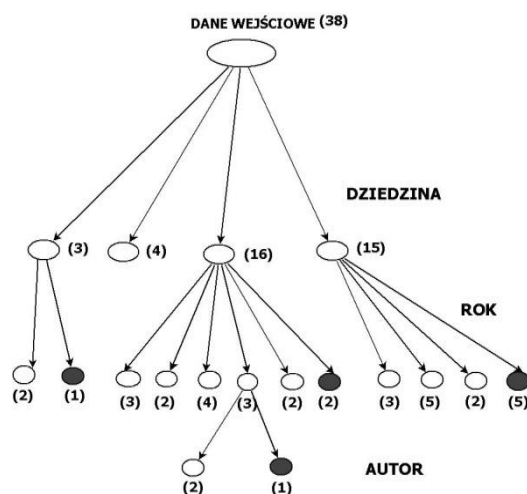 DANE WEJŚCIOWE (38)
DZIEDZINA
(3) (4) (16) (15)
ROK
(2) (1) (3) (2) (4) (3) (2) (2) (3) (5) (2) (5)
(2) (1) AUTOR